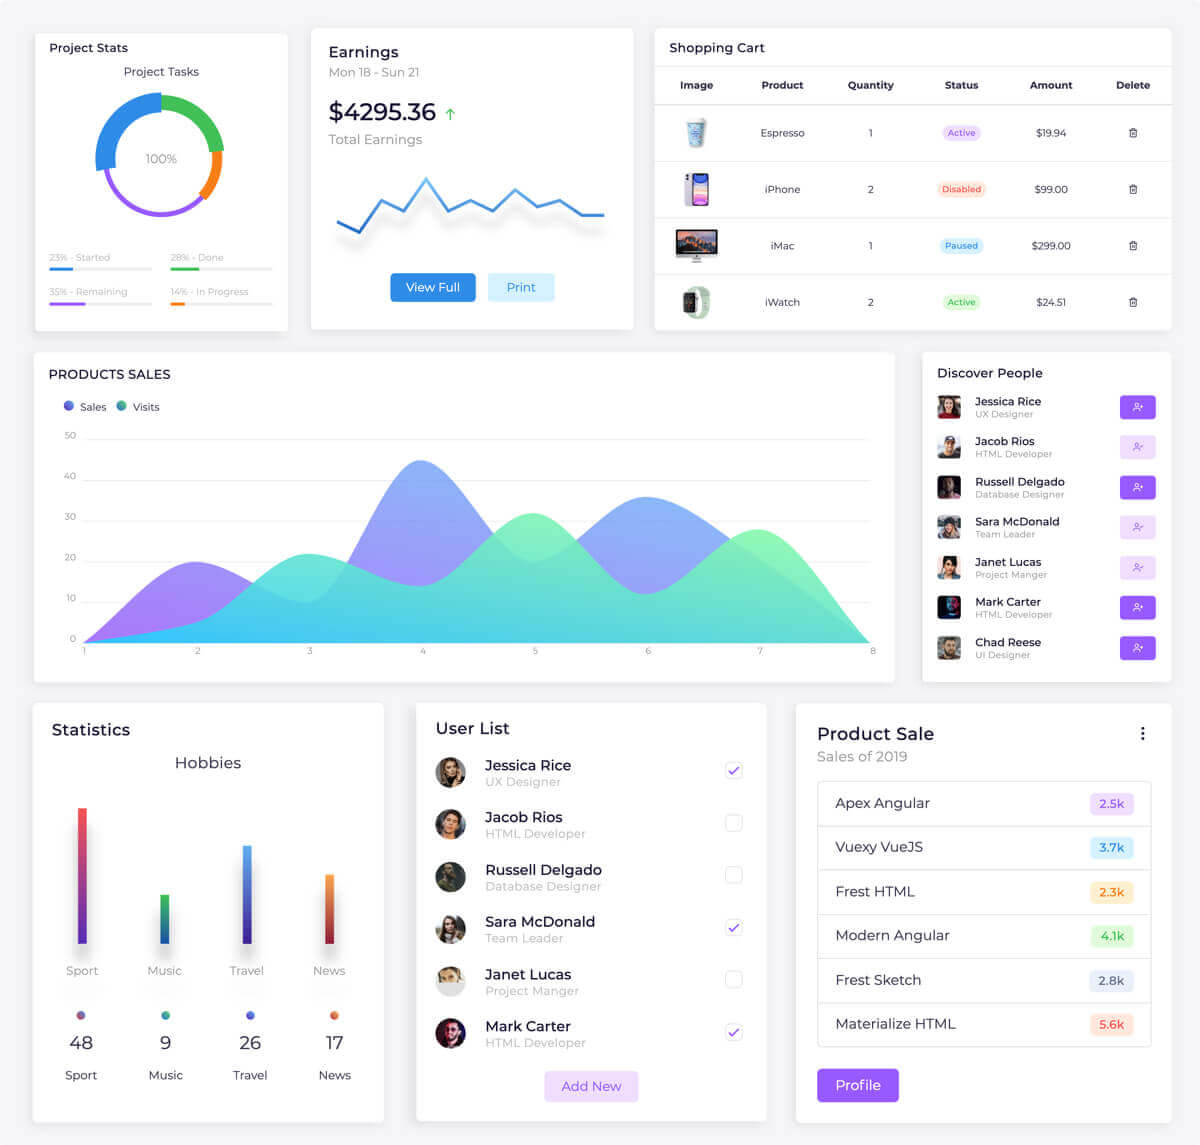 Project Stats
Project Tasks
100%
23% - Started
28% - Done
35% - Remaining
14% - In Progress
Earnings
Mon 18 - Sun 21
$4295.36
Total Earnings
View Full
Print
Shopping Cart
Image Product Quantity Status Amount Delete
Espresso 1 Active $19.94
iPhone 2 Disabled $99.00
iMac 1 Paused $299.00
iWatch 2 Active $24.51
PRODUCTS SALES
Sales Visits
50
40
30
20
10
0
1 2 3 4 5 6 7 8
Discover People
Jessica Rice
UX Designer
Jacob Rios
HTML Developer
Russell Delgado
Database Designer
Sara McDonald
Team Leader
Janet Lucas
Project Manger
Mark Carter
HTML Developer
Chad Reese
UI Designer
Statistics
Hobbies
Sport Music Travel News
48 9 26 17
Sport Music Travel News
User List
Jessica Rice
UX Designer
Jacob Rios
HTML Developer
Russell Delgado
Database Designer
Sara McDonald
Team Leader
Janet Lucas
Project Manger
Mark Carter
HTML Developer
Add New
Product Sale
Sales of 2019
Apex Angular 2.5k
Vuexy VueJS 3.7k
Frest HTML 2.3k
Modern Angular 4.1k
Frest Sketch 2.8k
Materialize HTML 5.6k
Profile